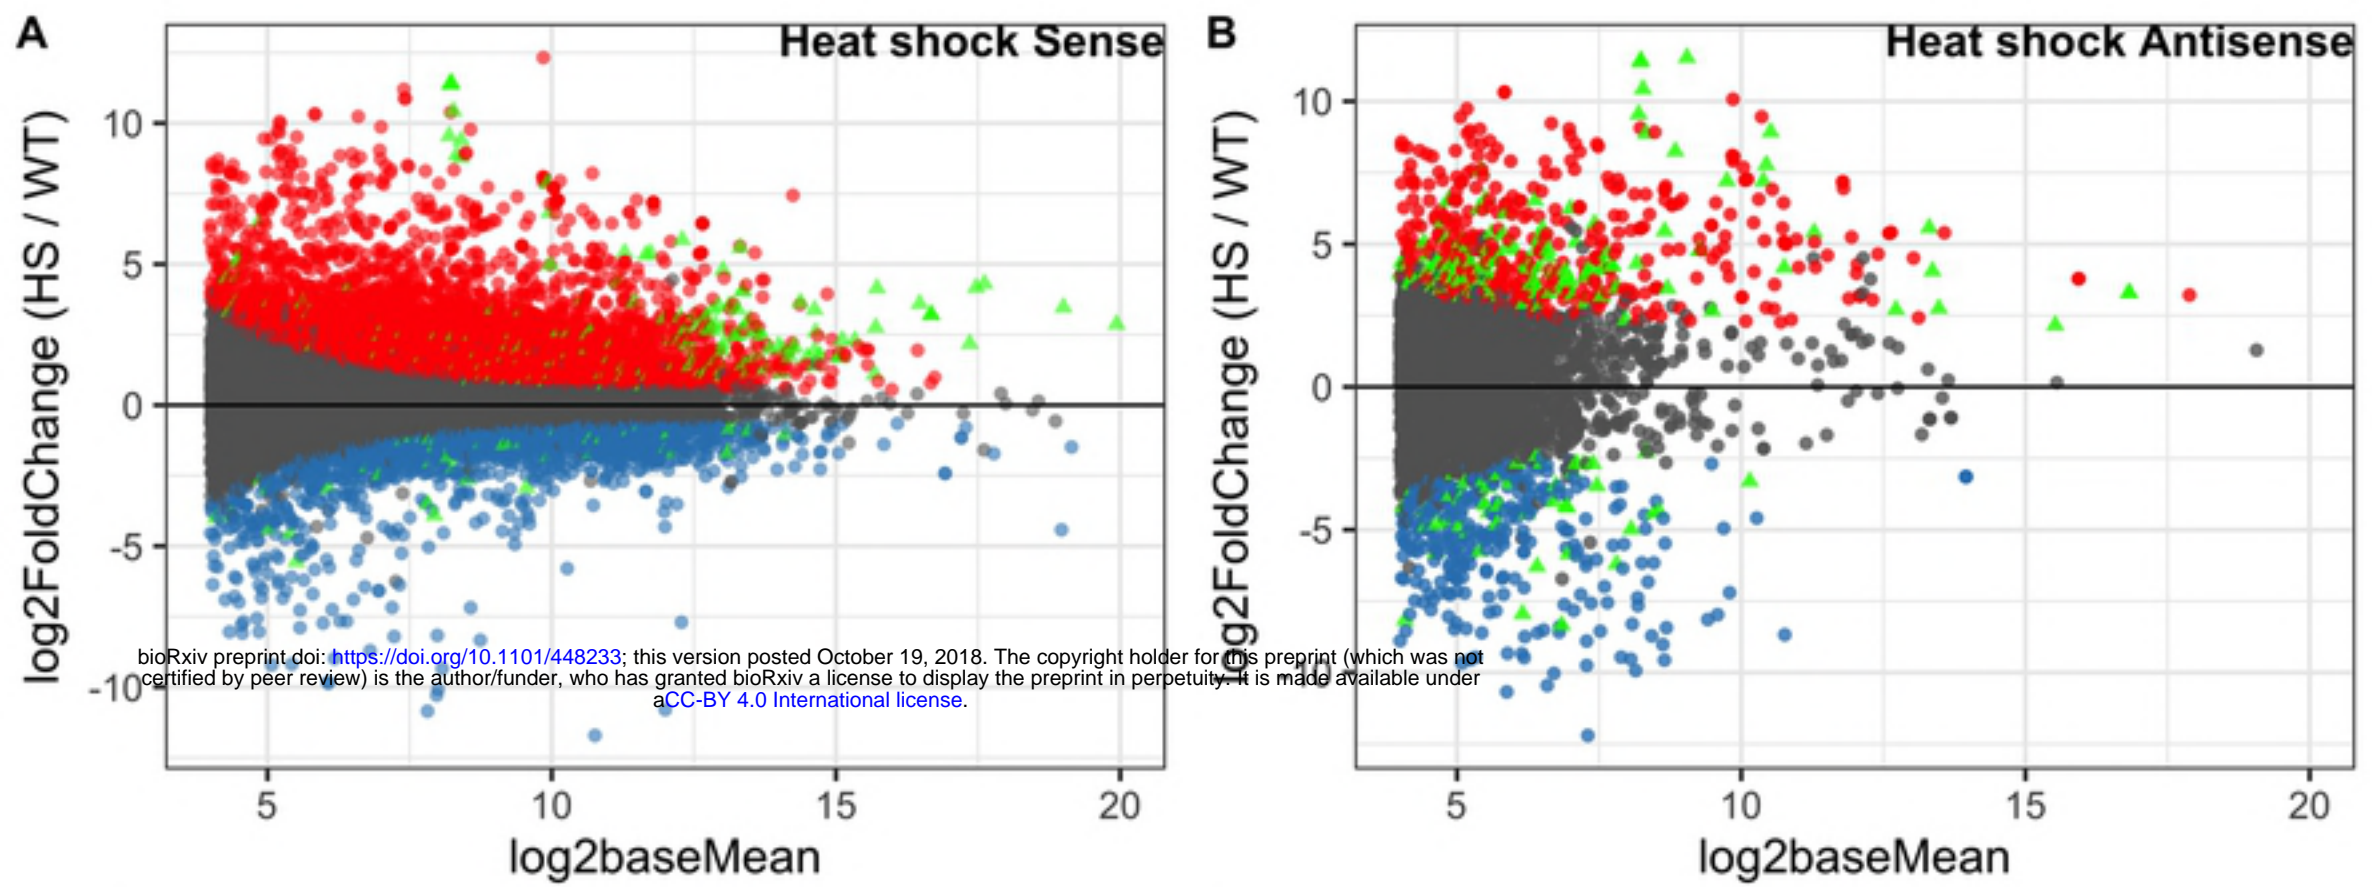 A
Heat shock Sense
log2FoldChange (HS / WT)
10
5
0
-5
-10
5
10
15
20
log2baseMean
B
Heat shock Antisense
log2FoldChange (HS / WT)
10
5
0
-5
-10
5
10
15
20
log2baseMean
bioRxiv preprint doi: https://doi.org/10.1101/448233; this version posted October 19, 2018. The copyright holder for this preprint (which was not
certified by peer review) is the author/funder, who has granted bioRxiv a license to display the preprint in perpetuity. It is made available under
aCC-BY 4.0 International license.